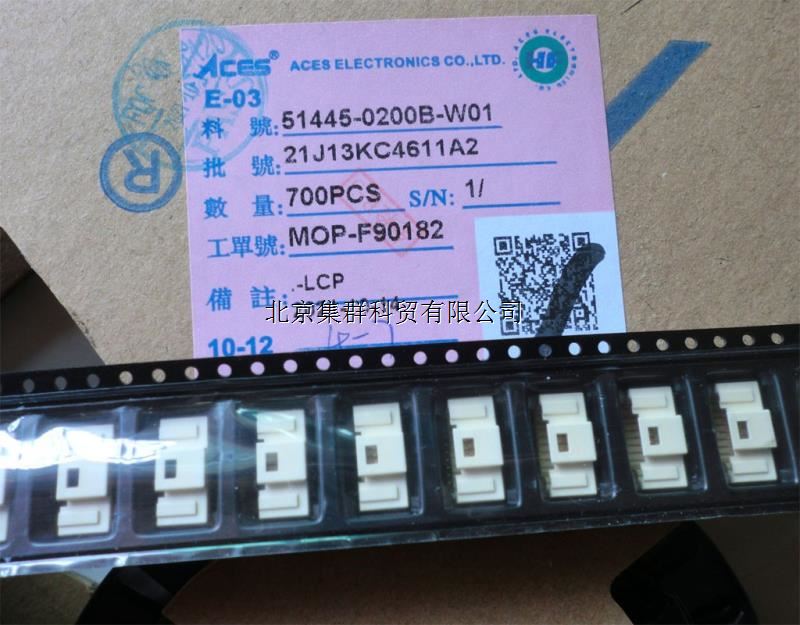 ACES® ACES ELECTRONICS CO.,LTD.
E-03
料 號: 51445-0200B-W01
批 號: 21J13KC4611A2
數 量: 700PCS S/N: 1/
工單號: MOP-F90182
備 註: .-LCP
北京集群科贸有限公司
10-12
R